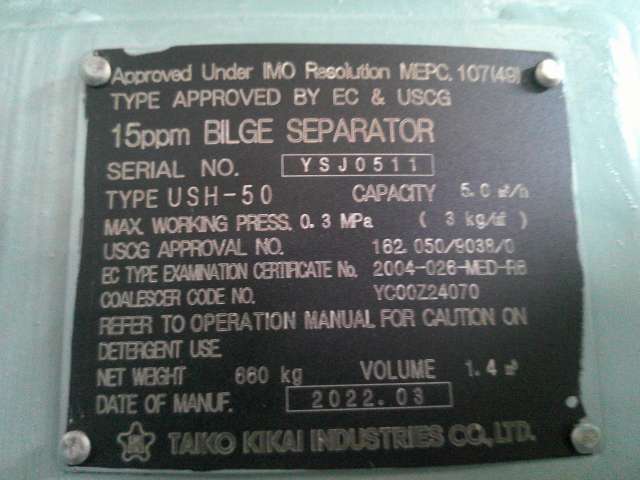 Approved Under IMO Resolution MEPC. 107(49)
TYPE APPROVED BY EC & USCG
15ppm BILGE SEPARATOR
SERIAL NO. YSJ0511
TYPE USH-50 CAPACITY 5.0 m³/h
MAX. WORKING PRESS. 0.3 MPa ( 3 kg/㎠ )
USCG APPROVAL NO. 162.050/9038/0
EC TYPE EXAMINATION CERTIFICATE No. 2004-026-MED-RB
COALESCER CODE NO. YC00Z24070
REFER TO OPERATION MANUAL FOR CAUTION ON
DETERGENT USE.
NET WEIGHT 660 kg VOLUME 1.4 m³
DATE OF MANUF. 2022.03
TAIKO KIKAI INDUSTRIES CO., LTD.